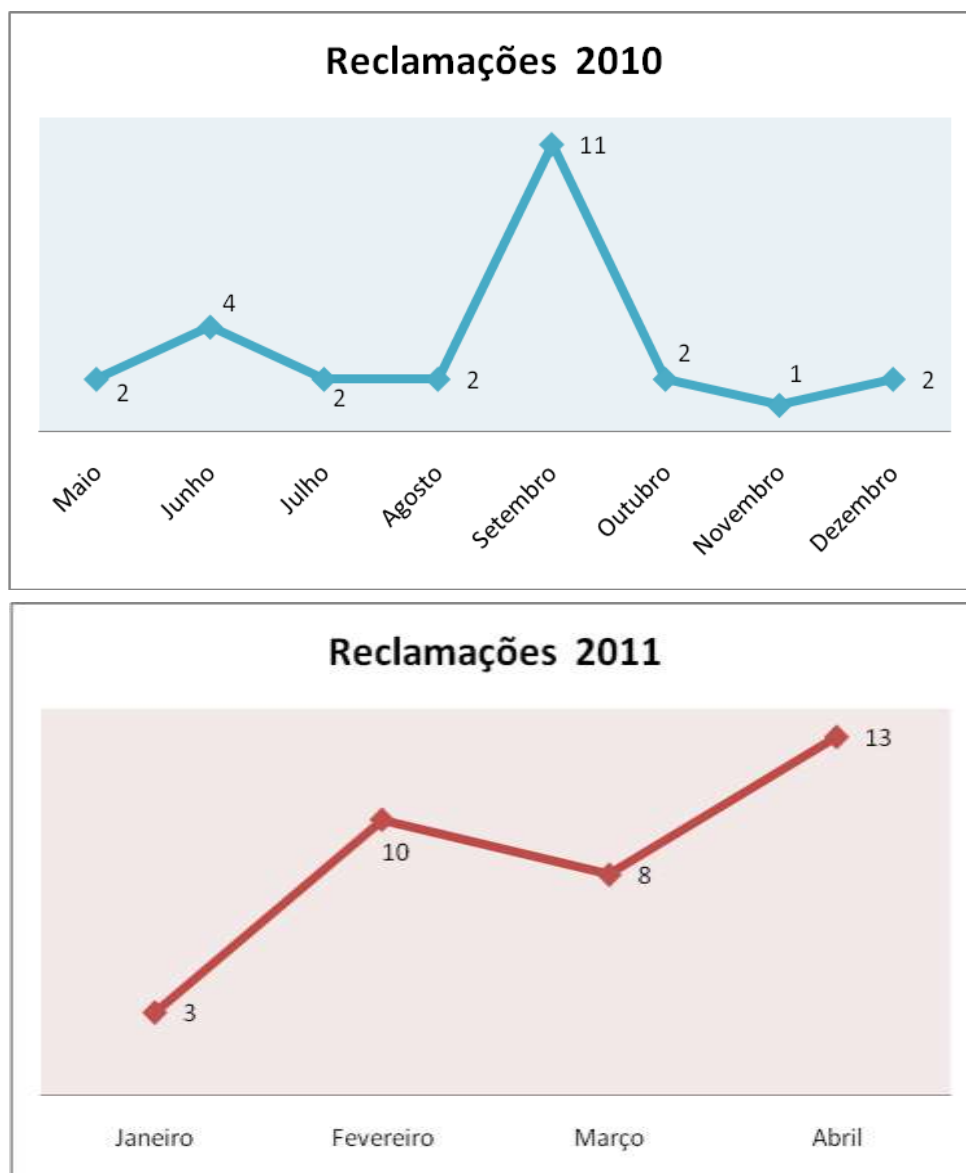 Reclamações 2010
11
4
2
2
2
2
1
2
Maio
Junho
Julho
Agosto
Setembro
Outubro
Novembro
Dezembro
Reclamações 2011
13
10
8
3
Janeiro
Fevereiro
Março
Abril